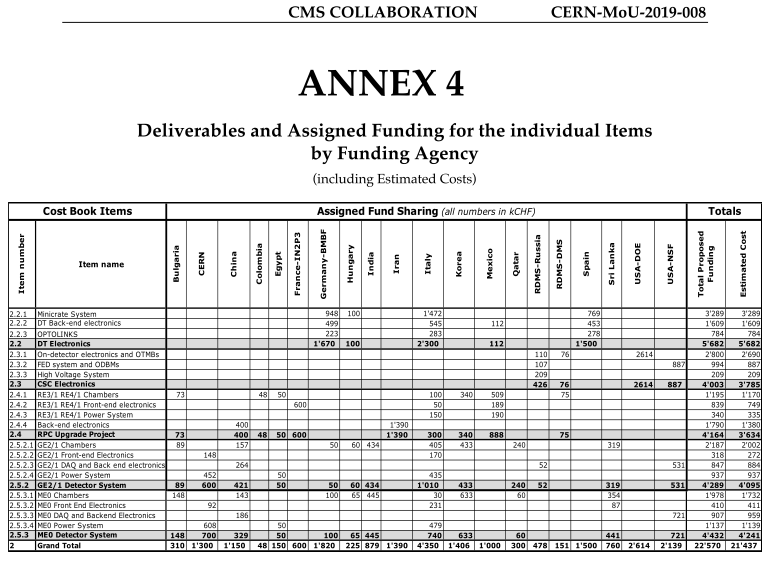 CMS COLLABORATION CERN-MoU-2019-008
ANNEX 4
Deliverables and Assigned Funding for the individual Items
by Funding Agency
(including Estimated Costs)
Cost Book Items Assigned Fund Sharing (all numbers in kCHF) Totals
Item number Item name Bulgaria CERN China Colombia Egypt France-IN2P3 Germany-BMBF Hungary India Iran Italy Korea Mexico Qatar RDMS-Russia RDMS-DMS Spain Sri Lanka USA-DOE USA-NSF Total Proposed Funding Estimated Cost
2.2.1 Minicrate System 948 100 1'472 769 3'289 3'289
2.2.2 DT Back-end electronics 499 545 112 453 1'609 1'609
2.2.3 OPTOLINKS 223 283 278 784 784
2.2 DT Electronics 1'670 100 2'300 112 1'500 5'682 5'682
2.3.1 On-detector electronics and OTMBs 110 76 2614 2'800 2'690
2.3.2 FED system and ODBMs 107 887 994 887
2.3.3 High Voltage System 209 209 209
2.3 CSC Electronics 426 76 2614 887 4'003 3'785
2.4.1 RE3/1 RE4/1 Chambers 73 48 50 100 340 509 75 1'195 1'170
2.4.2 RE3/1 RE4/1 Front-end electronics 600 50 189 839 749
2.4.3 RE3/1 RE4/1 Power System 150 190 340 335
2.4.4 Back-end electronics 400 1'390 1'790 1'380
2.4 RPC Upgrade Project 73 400 48 50 600 1'390 300 340 888 75 4'164 3'634
2.5.2.1 GE2/1 Chambers 89 157 50 60 434 405 433 240 319 2'187 2'002
2.5.2.2 GE2/1 Front-end Electronics 148 170 318 272
2.5.2.3 GE2/1 DAQ and Back end electronics 264 52 531 847 884
2.5.2.4 GE2/1 Power System 452 50 435 937 937
2.5.2 GE2/1 Detector System 89 600 421 50 50 60 434 1'010 433 240 52 319 531 4'289 4'095
2.5.3.1 ME0 Chambers 148 143 100 65 445 30 633 60 354 1'978 1'732
2.5.3.2 ME0 Front End Electronics 92 231 87 410 411
2.5.3.3 ME0 DAQ and Backend Electronics 186 721 907 959
2.5.3.4 ME0 Power System 608 50 479 1'137 1'139
2.5.3 ME0 Detector System 148 700 329 50 100 65 445 740 633 60 441 721 4'432 4'241
2 Grand Total 310 1'300 1'150 48 150 600 1'820 225 879 1'390 4'350 1'406 1'000 300 478 151 1'500 760 2'614 2'139 22'570 21'437